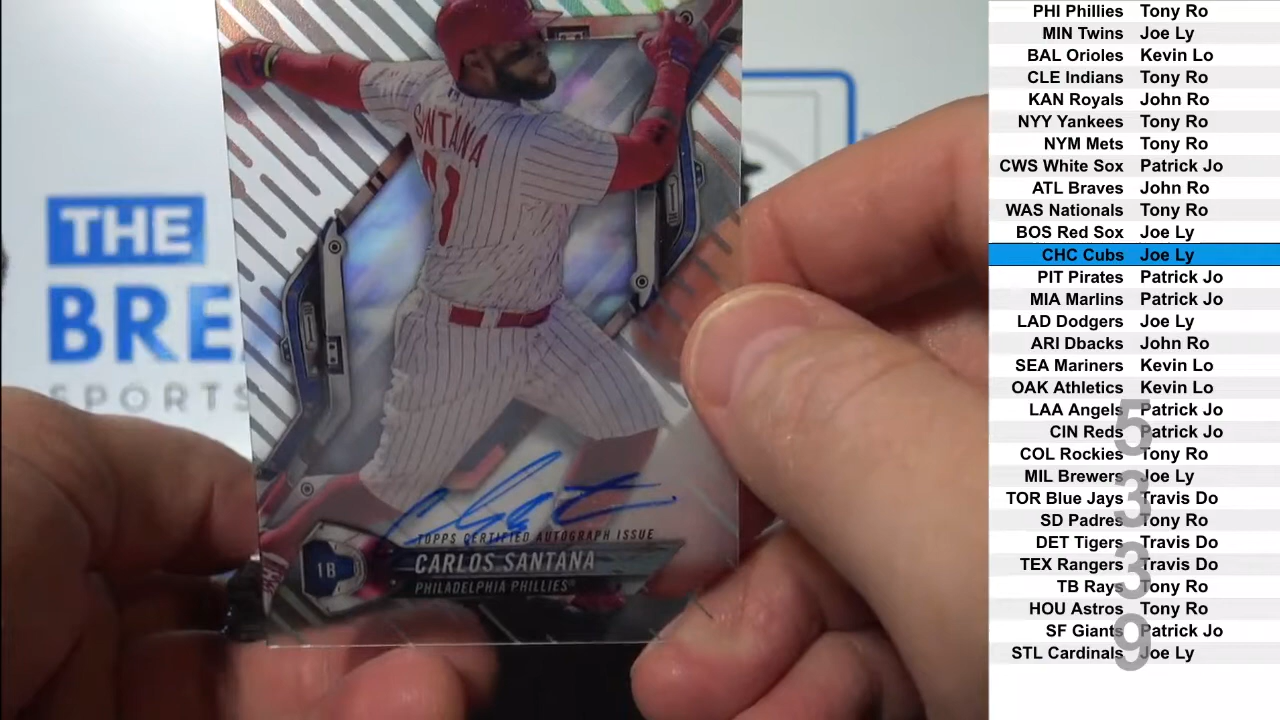 THE
BRE
SPORTS
SANTANA
TOPPS CERTIFIED AUTOGRAPH ISSUE
1B
CARLOS SANTANA
PHILADELPHIA PHILLIES
PHI Phillies Tony Ro
MIN Twins Joe Ly
BAL Orioles Kevin Lo
CLE Indians Tony Ro
KAN Royals John Ro
NYY Yankees Tony Ro
NYM Mets Tony Ro
CWS White Sox Patrick Jo
ATL Braves John Ro
WAS Nationals Tony Ro
BOS Red Sox Joe Ly
CHC Cubs Joe Ly
PIT Pirates Patrick Jo
MIA Marlins Patrick Jo
LAD Dodgers Joe Ly
ARI Dbacks John Ro
SEA Mariners Kevin Lo
OAK Athletics Kevin Lo
LAA Angels Patrick Jo
CIN Reds Patrick Jo
COL Rockies Tony Ro
MIL Brewers Joe Ly
TOR Blue Jays Travis Do
SD Padres Tony Ro
DET Tigers Travis Do
TEX Rangers Travis Do
TB Rays Tony Ro
HOU Astros Tony Ro
SF Giants Patrick Jo
STL Cardinals Joe Ly
5
3
3
9